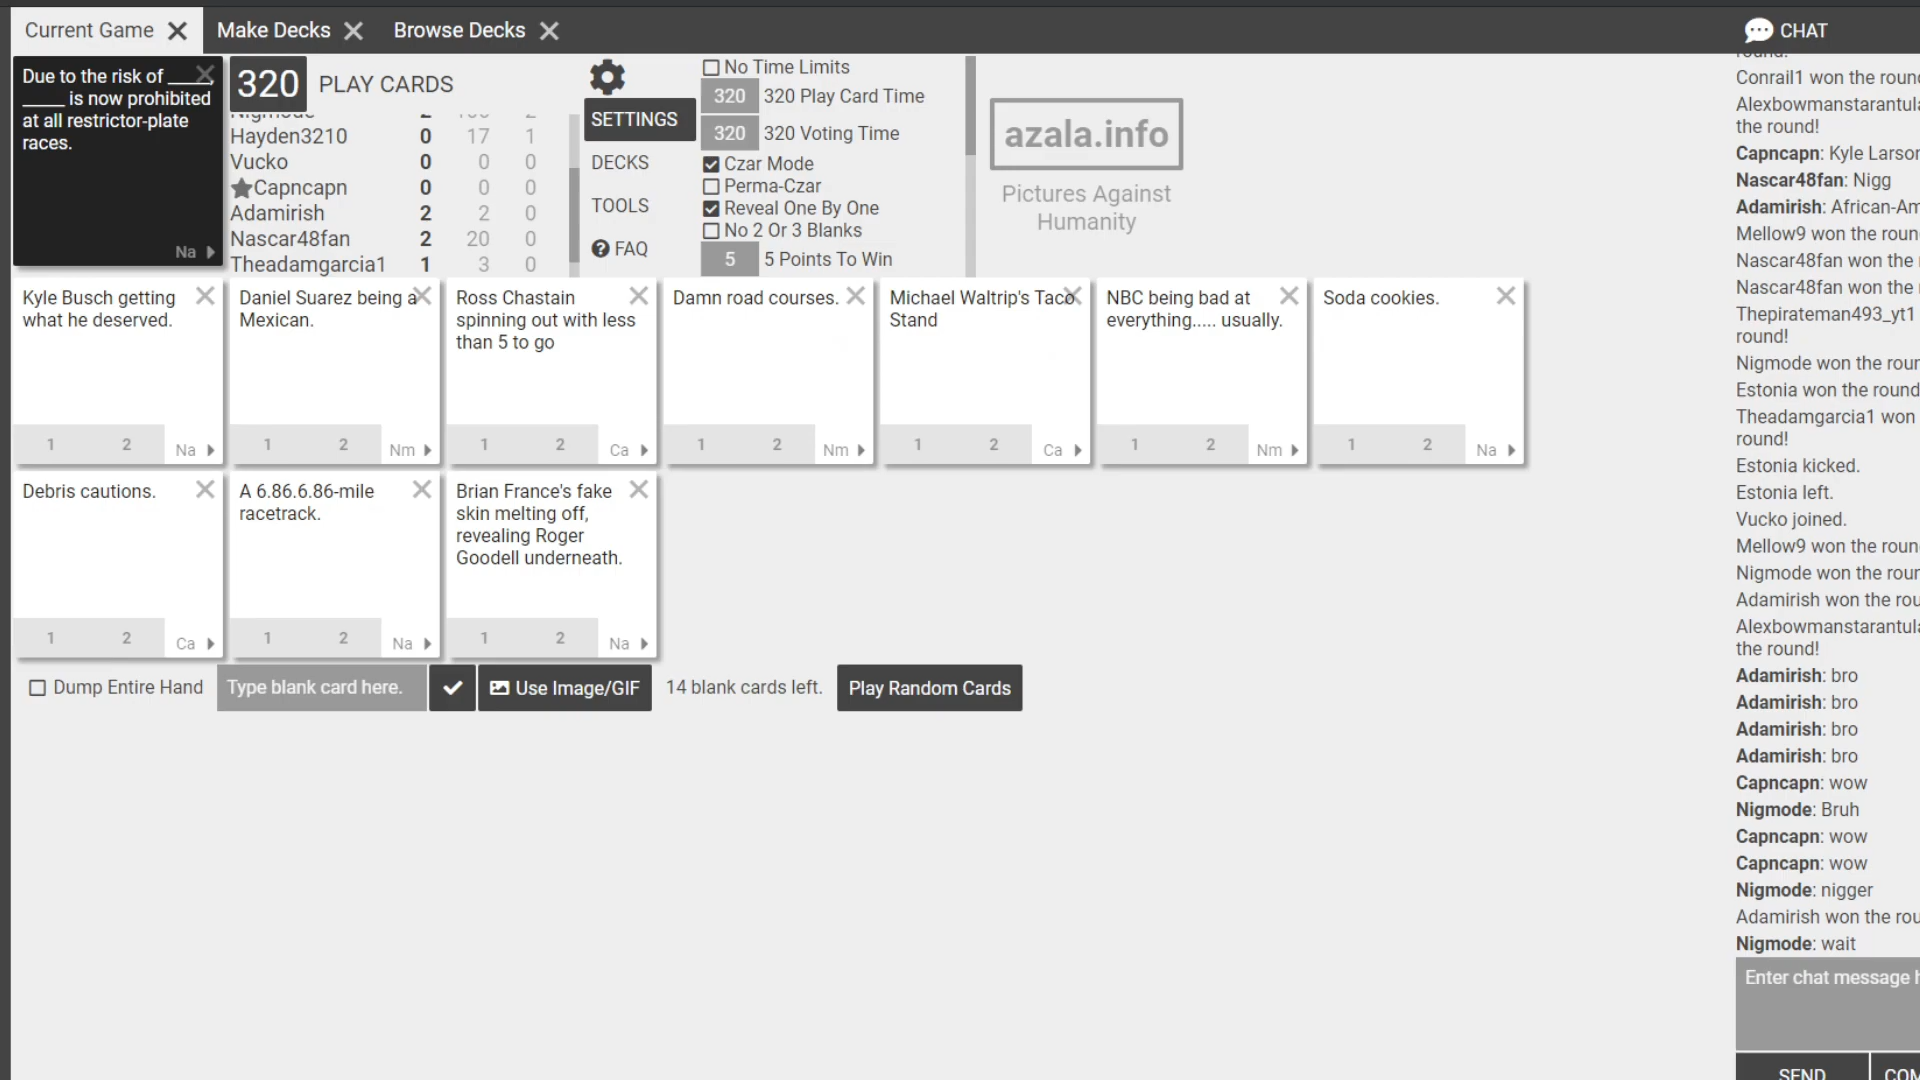 Current Game
Make Decks
Browse Decks
CHAT
Due to the risk of _____,
_____ is now prohibited
at all restrictor-plate
races.
Na
320
PLAY CARDS
Hayden3210 0 17 1
Vucko 0 0 0
Capncapn 0 0 0
Adamirish 2 2 0
Nascar48fan 2 20 0
Theadamgarcia1 1 3 0
SETTINGS
DECKS
TOOLS
FAQ
No Time Limits
320 320 Play Card Time
320 320 Voting Time
Czar Mode
Perma-Czar
Reveal One By One
No 2 Or 3 Blanks
5 5 Points To Win
azala.info
Pictures Against
Humanity
Kyle Busch getting
what he deserved.
1 2 Na
Daniel Suarez being a
Mexican.
1 2 Nm
Ross Chastain
spinning out with less
than 5 to go
1 2 Ca
Damn road courses.
1 2 Nm
Michael Waltrip's Taco
Stand
1 2 Ca
NBC being bad at
everything..... usually.
1 2 Nm
Soda cookies.
1 2 Na
Debris cautions.
1 2 Ca
A 6.86.6.86-mile
racetrack.
1 2 Na
Brian France's fake
skin melting off,
revealing Roger
Goodell underneath.
1 2 Na
Dump Entire Hand
Type blank card here.
Use Image/GIF
14 blank cards left.
Play Random Cards
round!
Conrail1 won the roun
Alexbowmanstarantul
the round!
Capncapn: Kyle Larso
Nascar48fan: Nigg
Adamirish: African-Am
Mellow9 won the roun
Nascar48fan won the
Nascar48fan won the
Thepirateman493_yt1
round!
Nigmode won the roun
Estonia won the round
Theadamgarcia1 won
round!
Estonia kicked.
Estonia left.
Vucko joined.
Mellow9 won the roun
Nigmode won the roun
Adamirish won the rou
Alexbowmanstarantul
the round!
Adamirish: bro
Adamirish: bro
Adamirish: bro
Adamirish: bro
Capncapn: wow
Nigmode: Bruh
Capncapn: wow
Capncapn: wow
Nigmode: nigger
Adamirish won the rou
Nigmode: wait
Enter chat message h
SEND
COM